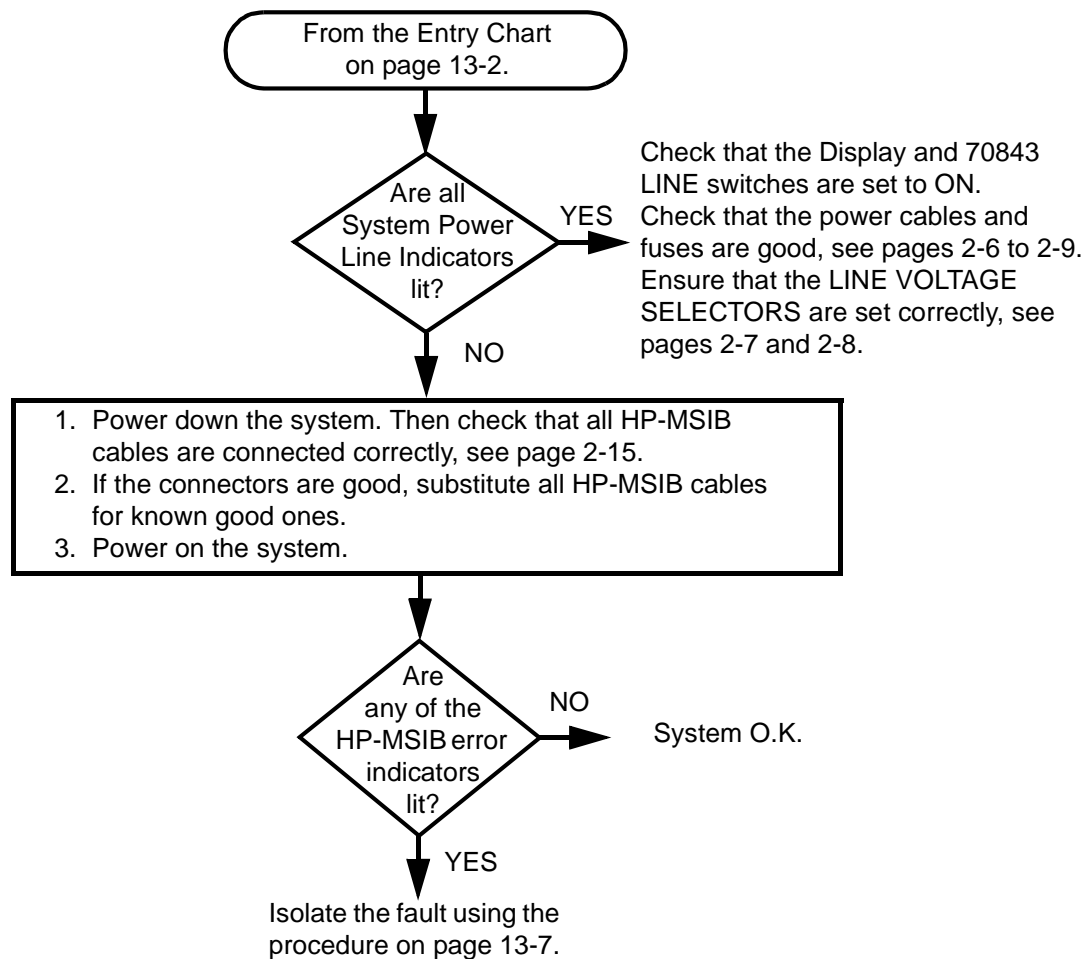 From the Entry Chart
on page 13-2.
Are all
System Power
Line Indicators
lit?
YES
Check that the Display and 70843
LINE switches are set to ON.
Check that the power cables and
fuses are good, see pages 2-6 to 2-9.
Ensure that the LINE VOLTAGE
SELECTORS are set correctly, see
pages 2-7 and 2-8.
NO
1. Power down the system. Then check that all HP-MSIB
cables are connected correctly, see page 2-15.
2. If the connectors are good, substitute all HP-MSIB cables
for known good ones.
3. Power on the system.
Are
any of the
HP-MSIB error
indicators
lit?
NO
System O.K.
YES
Isolate the fault using the
procedure on page 13-7.